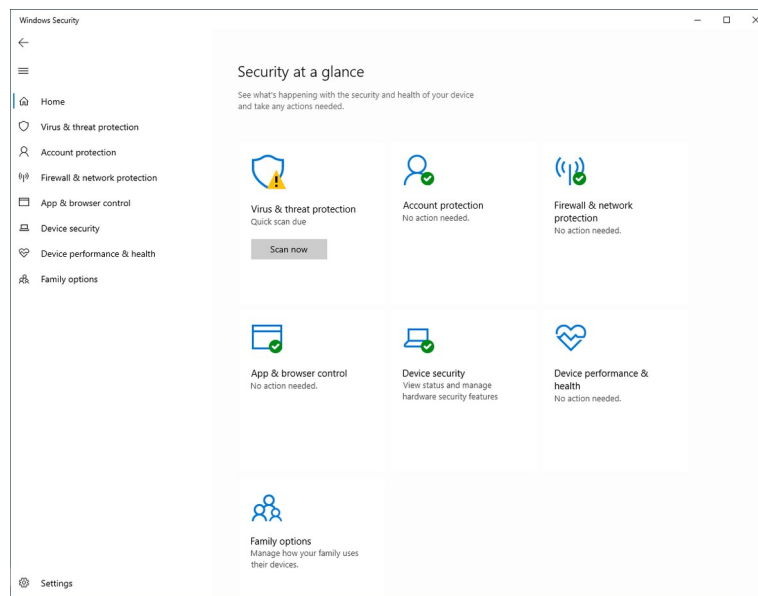 Windows Security
Home
Virus & threat protection
Account protection
Firewall & network protection
App & browser control
Device security
Device performance & health
Family options
Settings
Security at a glance
See what's happening with the security and health of your device
and take any actions needed.
Virus & threat protection
Quick scan due
Scan now
Account protection
No action needed.
Firewall & network
protection
No action needed.
App & browser control
No action needed.
Device security
View status and manage
hardware security features
Device performance &
health
No action needed.
Family options
Manage how your family uses
their devices.